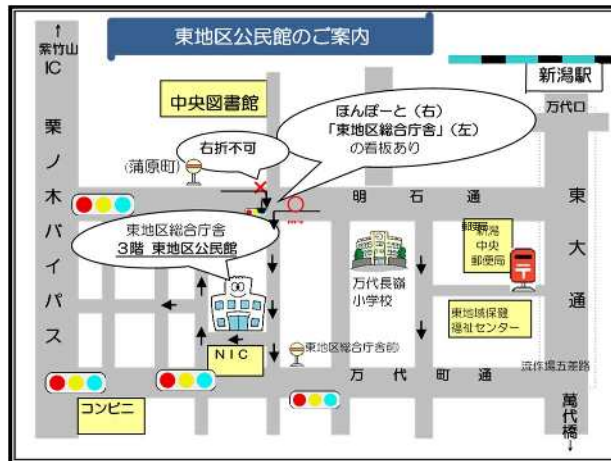 東地区公民館のご案内
↑
紫竹山
IC
新潟駅
万代口
中央図書館
ほんぽーと（右）
「東地区総合庁舎」（左）
の看板あり
右折不可
(蒲原町)
栗ノ木バイパス
明石通
東大通
東地区総合庁舎
３階 東地区公民館
万代長嶺
小学校
郵便局
新潟
中央
郵便局
東地域保健
福祉センター
NIC
東地区総合庁舎前)
流作場五差路
万代町通
コンビニ
萬代橋↓